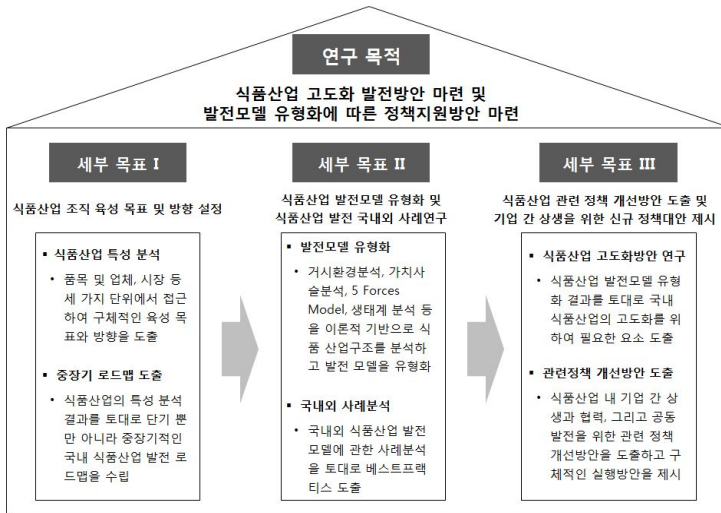 연구 목적
식품산업 고도화 발전방안 마련 및
발전모델 유형화에 따른 정책지원방안 마련
세부 목표 I
식품산업 조직 육성 목표 및 방향 설정
▪ 식품산업 특성 분석
• 품목 및 업체, 시장 등
세 가지 단위에서 접근
하여 구체적인 육성 목
표와 방향을 도출
▪ 중장기 로드맵 도출
• 식품산업의 특성 분석
결과를 토대로 단기 뿐
만 아니라 중장기적인
국내 식품산업 발전 로
드맵을 수립
세부 목표 II
식품산업 발전모델 유형화 및
식품산업 발전 국내외 사례연구
▪ 발전모델 유형화
• 거시환경분석, 가치사
슬분석, 5 Forces
Model, 생태계 분석 등
을 이론적 기반으로 식
품 산업구조를 분석하
고 발전 모델을 유형화
▪ 국내외 사례분석
• 국내외 식품산업 발전
모델에 관한 사례분석
을 토대로 베스트프랙
티스 도출
세부 목표 III
식품산업 관련 정책 개선방안 도출 및
기업 간 상생을 위한 신규 정책대안 제시
▪ 식품산업 고도화방안 연구
• 식품산업 발전모델 유형
화 결과를 토대로 국내
식품산업의 고도화를 위
하여 필요한 요소 도출
▪ 관련정책 개선방안 도출
• 식품산업 내 기업 간 상
생과 협력, 그리고 공동
발전을 위한 관련 정책
개선방안을 도출하고 구
체적인 실행방안을 제시